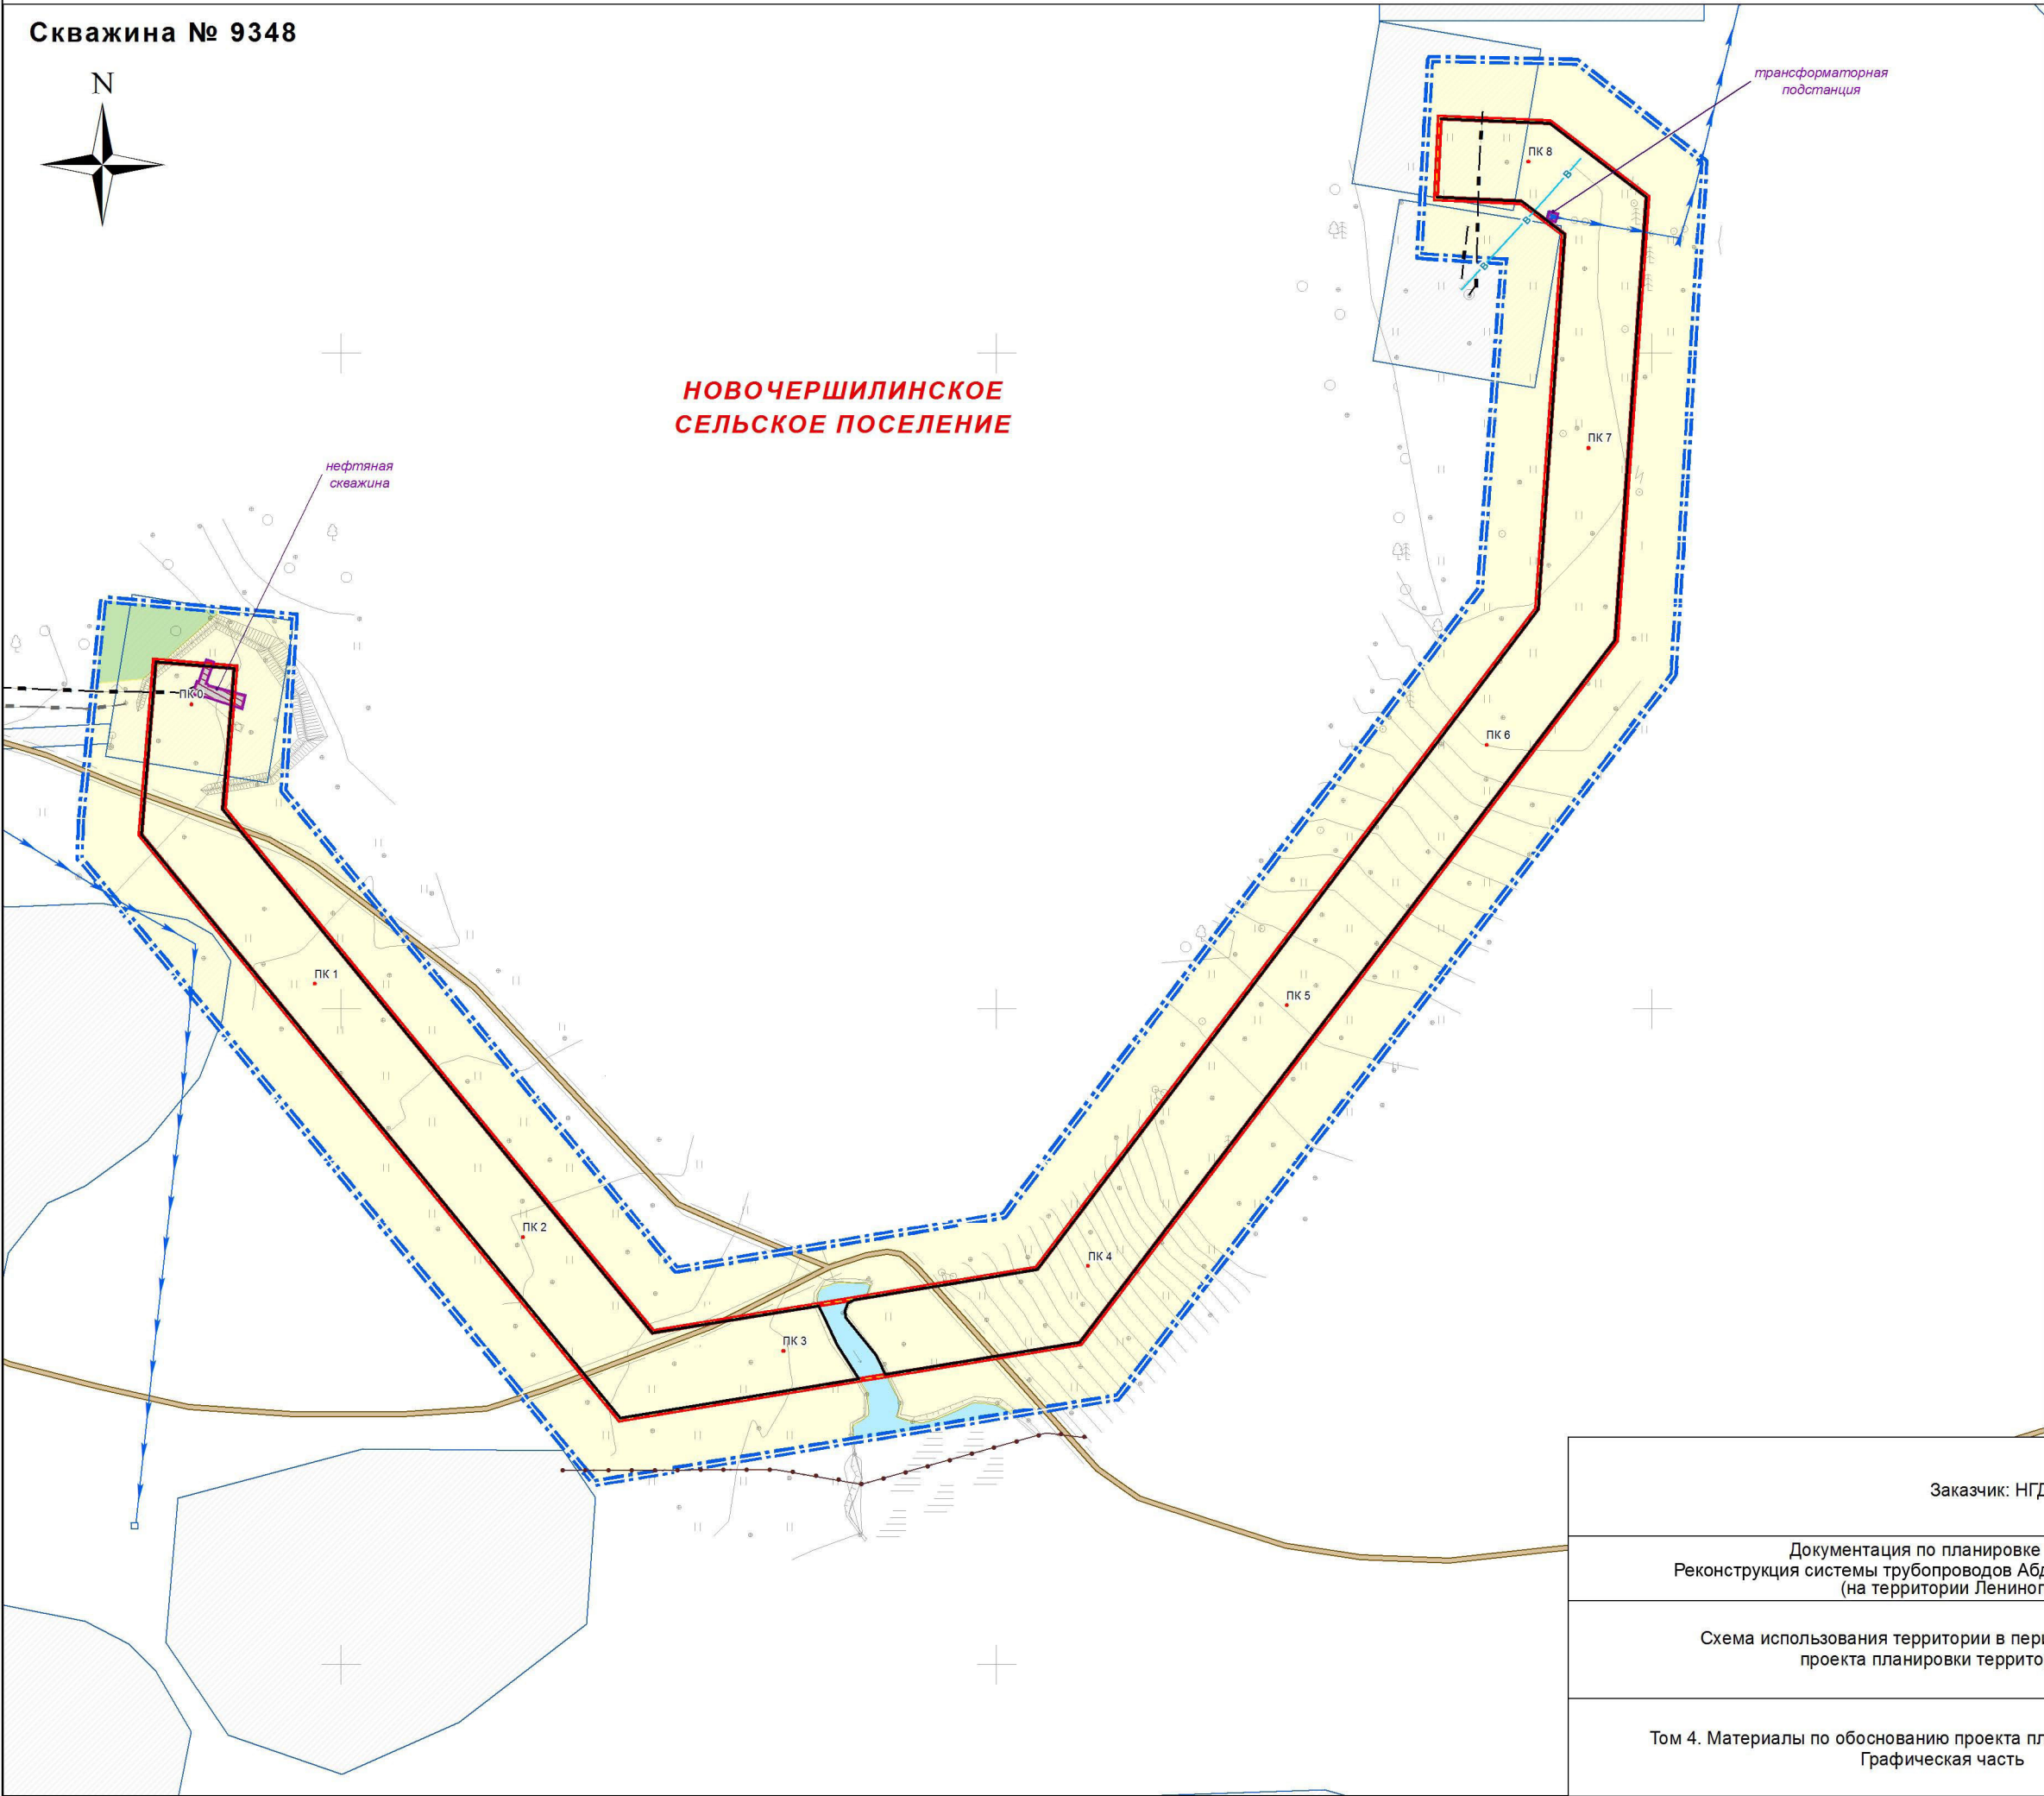 Скважина № 9348
N
трансформаторная
подстанция
ПК 8
В
В
В
НОВОЧЕРШИЛИНСКОЕ
СЕЛЬСКОЕ ПОСЕЛЕНИЕ
ПК 7
нефтяная
скважина
ПК 0
ПК 6
ПК 1
ПК 5
ПК 2
ПК 4
ПК 3
Заказчик: НГД
Документация по планировке
Реконструкция системы трубопроводов Абд
(на территории Лениног
Схема использования территории в пери
проекта планировки террито
Том 4. Материалы по обоснованию проекта пл
Графическая часть